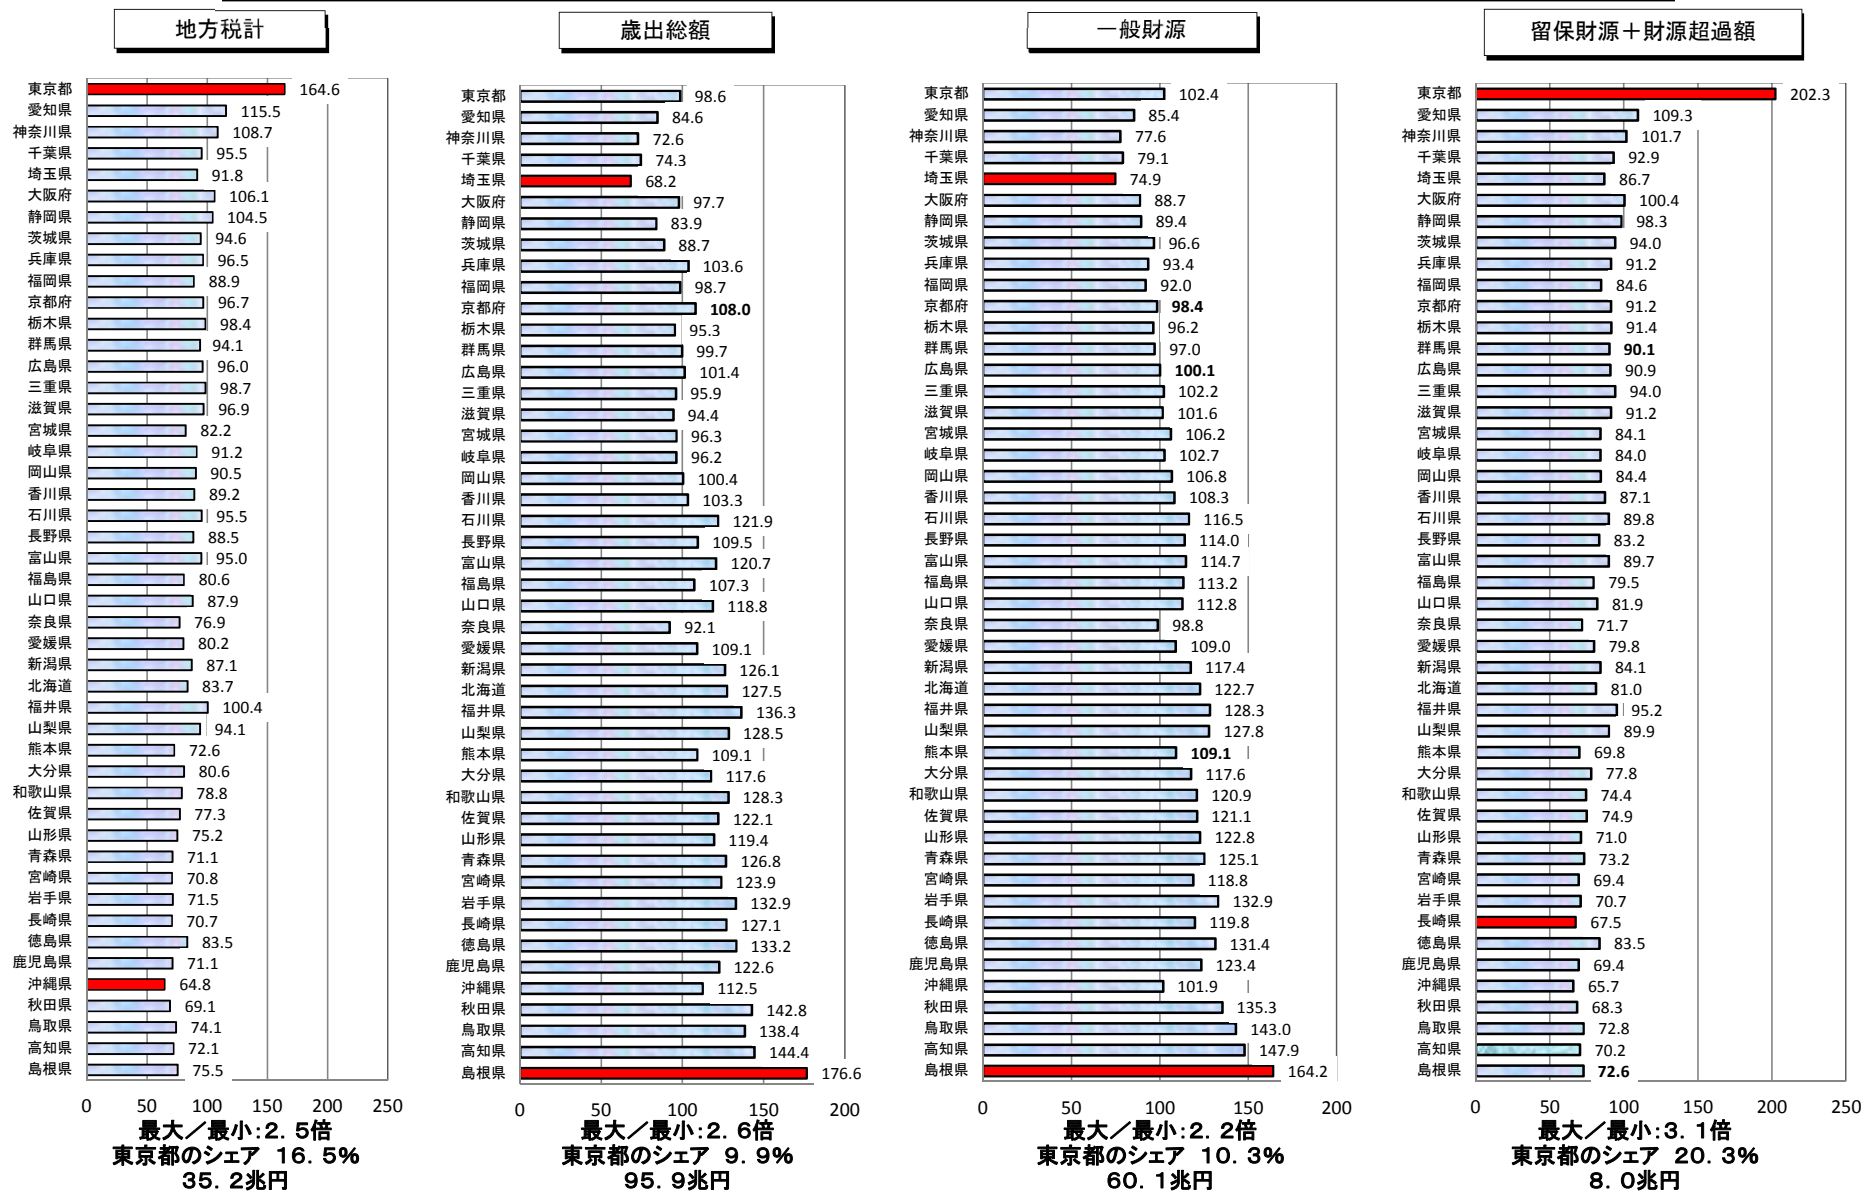 地方税計
東京都 164.6
愛知県 115.5
神奈川県 108.7
千葉県 95.5
埼玉県 91.8
大阪府 106.1
静岡県 104.5
茨城県 94.6
兵庫県 96.5
福岡県 88.9
京都府 96.7
栃木県 98.4
群馬県 94.1
広島県 96.0
三重県 98.7
滋賀県 96.9
宮城県 82.2
岐阜県 91.2
岡山県 90.5
香川県 89.2
石川県 95.5
長野県 88.5
富山県 95.0
福島県 80.6
山口県 87.9
奈良県 76.9
愛媛県 80.2
新潟県 87.1
北海道 83.7
福井県 100.4
山梨県 94.1
熊本県 72.6
大分県 80.6
和歌山県 78.8
佐賀県 77.3
山形県 75.2
青森県 71.1
宮崎県 70.8
岩手県 71.5
長崎県 70.7
徳島県 83.5
鹿児島県 71.1
沖縄県 64.8
秋田県 69.1
鳥取県 74.1
高知県 72.1
島根県 75.5
0 50 100 150 200 250
最大／最小:2．5倍
東京都のシェア 16．5%
35．2兆円
歳出総額
東京都 98.6
愛知県 84.6
神奈川県 72.6
千葉県 74.3
埼玉県 68.2
大阪府 97.7
静岡県 83.9
茨城県 88.7
兵庫県 103.6
福岡県 98.7
京都府 108.0
栃木県 95.3
群馬県 99.7
広島県 101.4
三重県 95.9
滋賀県 94.4
宮城県 96.3
岐阜県 96.2
岡山県 100.4
香川県 103.3
石川県 121.9
長野県 109.5
富山県 120.7
福島県 107.3
山口県 118.8
奈良県 92.1
愛媛県 109.1
新潟県 126.1
北海道 127.5
福井県 136.3
山梨県 128.5
熊本県 109.1
大分県 117.6
和歌山県 128.3
佐賀県 122.1
山形県 119.4
青森県 126.8
宮崎県 123.9
岩手県 132.9
長崎県 127.1
徳島県 133.2
鹿児島県 122.6
沖縄県 112.5
秋田県 142.8
鳥取県 138.4
高知県 144.4
島根県 176.6
0 50 100 150 200
最大／最小:2．6倍
東京都のシェア 9．9%
95．9兆円
一般財源
東京都 102.4
愛知県 85.4
神奈川県 77.6
千葉県 79.1
埼玉県 74.9
大阪府 88.7
静岡県 89.4
茨城県 96.6
兵庫県 93.4
福岡県 92.0
京都府 98.4
栃木県 96.2
群馬県 97.0
広島県 100.1
三重県 102.2
滋賀県 101.6
宮城県 106.2
岐阜県 102.7
岡山県 106.8
香川県 108.3
石川県 116.5
長野県 114.0
富山県 114.7
福島県 113.2
山口県 112.8
奈良県 98.8
愛媛県 109.0
新潟県 117.4
北海道 122.7
福井県 128.3
山梨県 127.8
熊本県 109.1
大分県 117.6
和歌山県 120.9
佐賀県 121.1
山形県 122.8
青森県 125.1
宮崎県 118.8
岩手県 132.9
長崎県 119.8
徳島県 131.4
鹿児島県 123.4
沖縄県 101.9
秋田県 135.3
鳥取県 143.0
高知県 147.9
島根県 164.2
0 50 100 150 200
最大／最小:2．2倍
東京都のシェア 10．3%
60．1兆円
留保財源＋財源超過額
東京都 202.3
愛知県 109.3
神奈川県 101.7
千葉県 92.9
埼玉県 86.7
大阪府 100.4
静岡県 98.3
茨城県 94.0
兵庫県 91.2
福岡県 84.6
京都府 91.2
栃木県 91.4
群馬県 90.1
広島県 90.9
三重県 94.0
滋賀県 91.2
宮城県 84.1
岐阜県 84.0
岡山県 84.4
香川県 87.1
石川県 89.8
長野県 83.2
富山県 89.7
福島県 79.5
山口県 81.9
奈良県 71.7
愛媛県 79.8
新潟県 84.1
北海道 81.0
福井県 95.2
山梨県 89.9
熊本県 69.8
大分県 77.8
和歌山県 74.4
佐賀県 74.9
山形県 71.0
青森県 73.2
宮崎県 69.4
岩手県 70.7
長崎県 67.5
徳島県 83.5
鹿児島県 69.4
沖縄県 65.7
秋田県 68.3
鳥取県 72.8
高知県 70.2
島根県 72.6
0 50 100 150 200 250
最大／最小:3．1倍
東京都のシェア 20．3%
8．0兆円